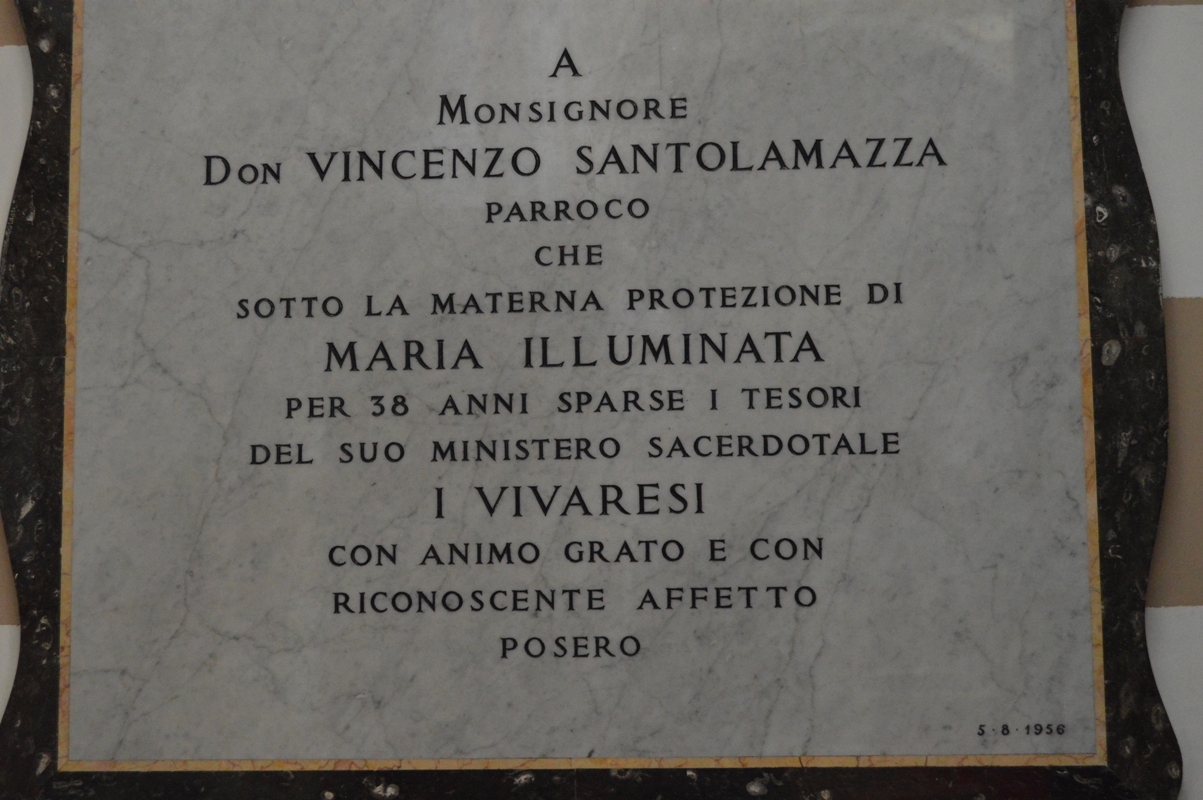 A
MONSIGNORE
DON VINCENZO SANTOLAMAZZA
PARROCO
CHE
SOTTO LA MATERNA PROTEZIONE DI
MARIA ILLUMINATA
PER 38 ANNI SPARSE I TESORI
DEL SUO MINISTERO SACERDOTALE
I VIVARESI
CON ANIMO GRATO E CON
RICONOSCENTE AFFETTO
POSERO
5·8·1956